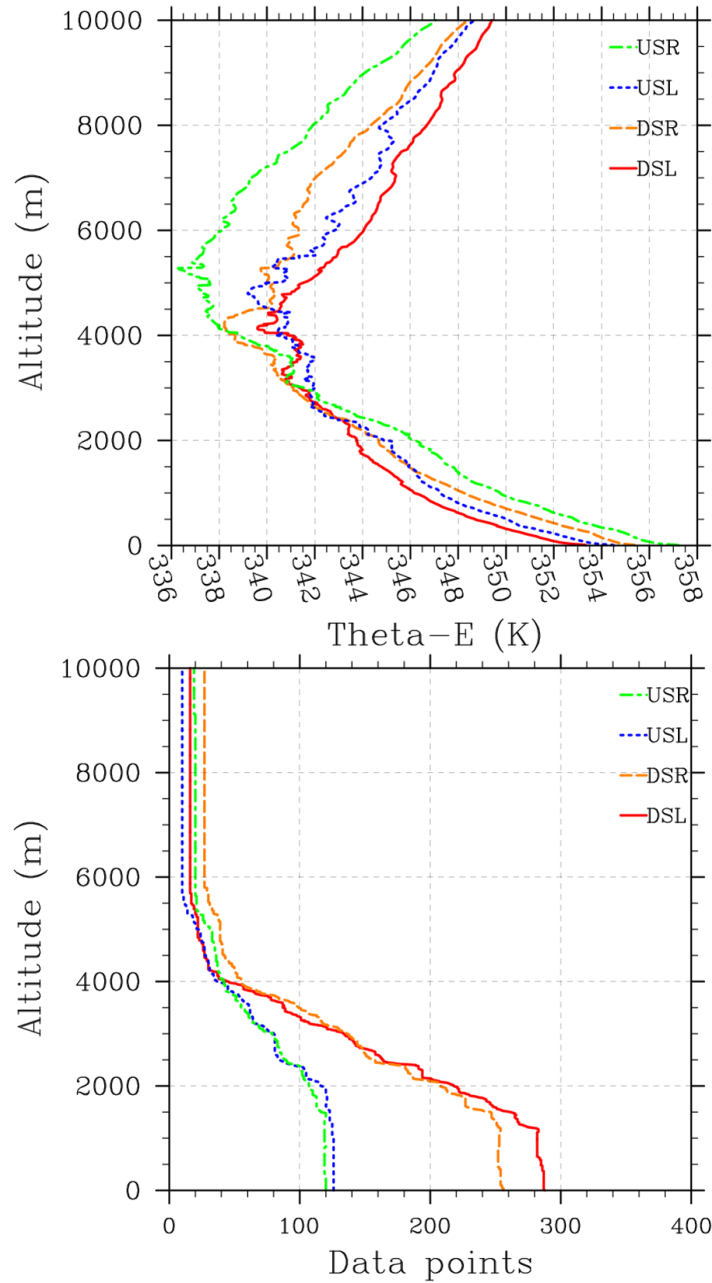 10000
USR
USL
8000
DSR
DSL
Altitude (m)
6000
4000
2000
0
336 338 340 342 344 346 348 350 352 354 356 358
Theta-E (K)
10000
USR
USL
8000
DSR
DSL
Altitude (m)
6000
4000
2000
0
0 100 200 300 400
Data points